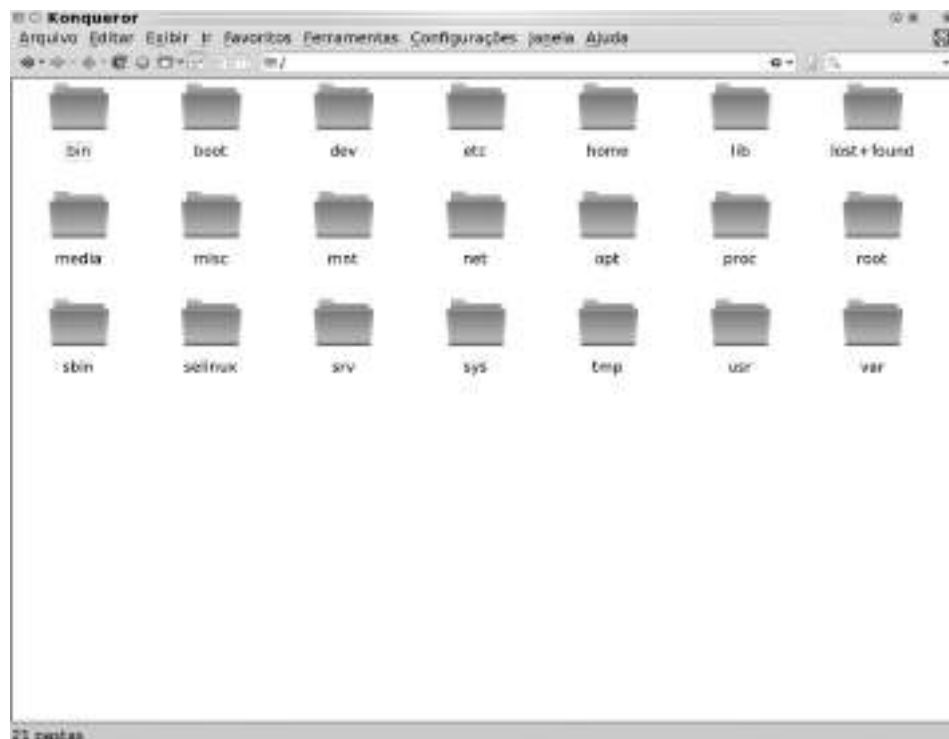 Konqueror
Arquivo Editar Exibir Ir Favoritos Ferramentas Configurações Janela Ajuda
/
bin boot dev etc home lib lost+found
media misc mnt net opt proc root
sbin selinux srv sys tmp usr var
21 pastas